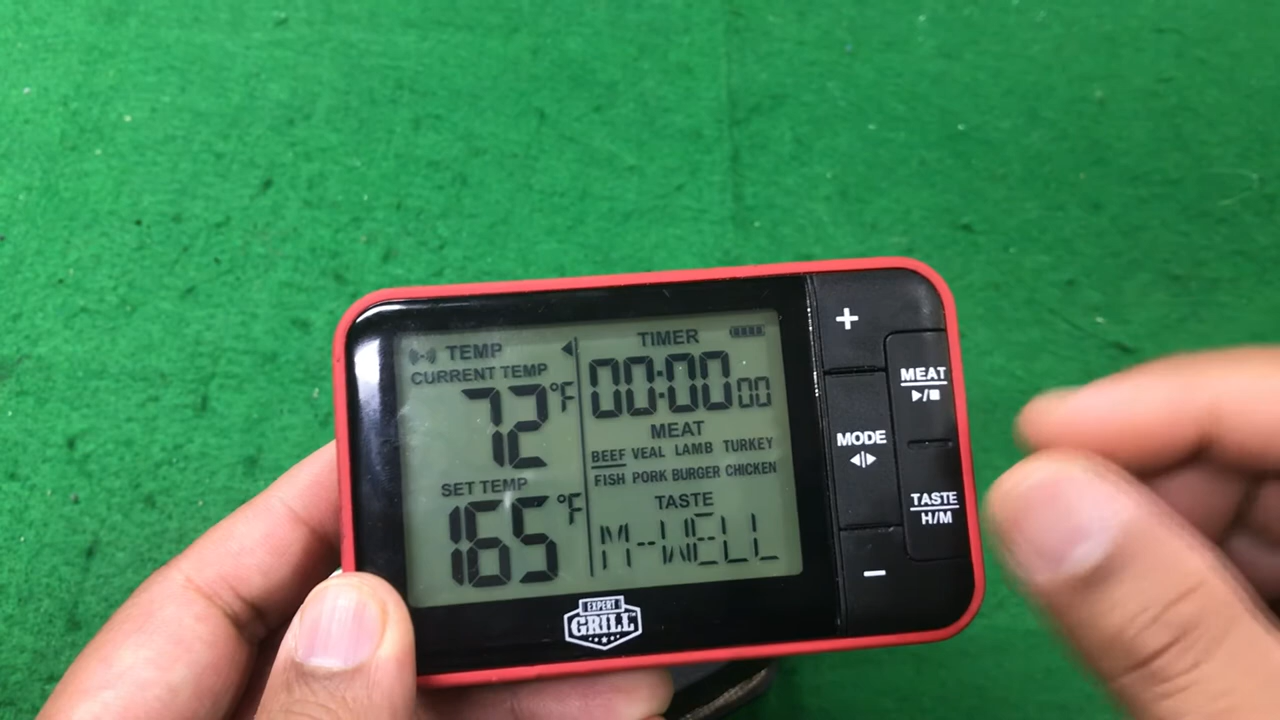 TEMP
CURRENT TEMP
72°F
SET TEMP
165°F
TIMER
00:00 00
MEAT
BEEF VEAL LAMB TURKEY
FISH PORK BURGER CHICKEN
TASTE
M-WELL
EXPERT
GRILL™
+
MEAT
▶/■
MODE
◁|▷
TASTE
H/M
−